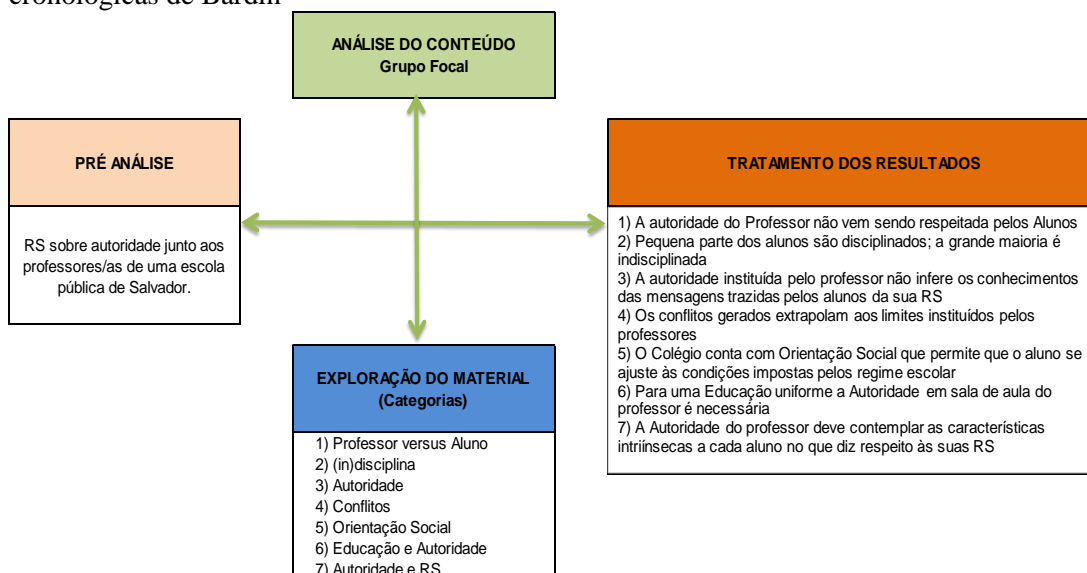 cronológicas de Bardin
ANÁLISE DO CONTEÚDO
Grupo Focal
PRÉ ANÁLISE
RS sobre autoridade junto aos
professores/as de uma escola
pública de Salvador.
TRATAMENTO DOS RESULTADOS
1) A autoridade do Professor não vem sendo respeitada pelos Alunos
2) Pequena parte dos alunos são disciplinados; a grande maioria é
indisciplinada
3) A autoridade instituída pelo professor não infere os conhecimentos
das mensagens trazidas pelos alunos da sua RS
4) Os conflitos gerados extrapolam aos limites instituídos pelos
professores
5) O Colégio conta com Orientação Social que permite que o aluno se
ajuste às condições impostas pelos regime escolar
6) Para uma Educação uniforme a Autoridade em sala de aula do
professor é necessária
7) A Autoridade do professor deve contemplar as características
intriínsecas a cada aluno no que diz respeito às suas RS
EXPLORAÇÃO DO MATERIAL
(Categorias)
1) Professor versus Aluno
2) (in)disciplina
3) Autoridade
4) Conflitos
5) Orientação Social
6) Educação e Autoridade
7) Autoridade e RS